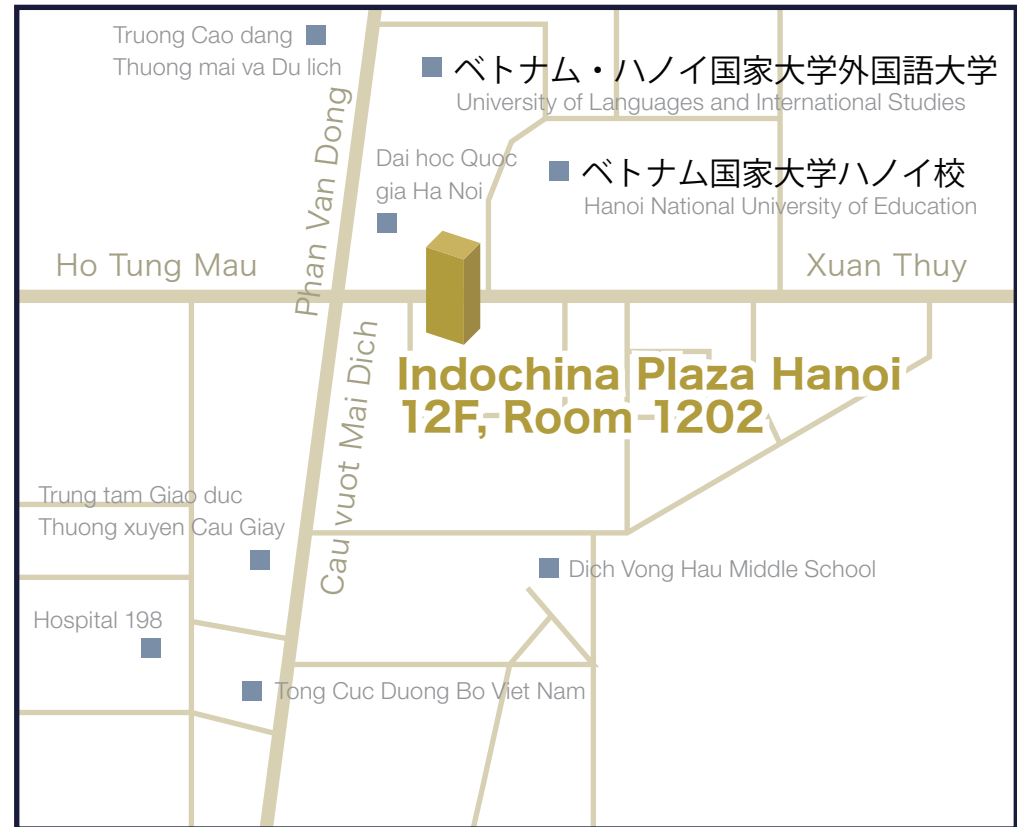 Truong Cao dang
Thuong mai va Du lich
ベトナム・ハノイ国家大学外国語大学
University of Languages and International Studies
Phan Van Dong
Dai hoc Quoc
gia Ha Noi
ベトナム国家大学ハノイ校
Hanoi National University of Education
Ho Tung Mau
Xuan Thuy
Indochina Plaza Hanoi
12F, Room 1202
Cau vuot Mai Dich
Trung tam Giao duc
Thuong xuyen Cau Giay
Dich Vong Hau Middle School
Hospital 198
Tong Cuc Duong Bo Viet Nam